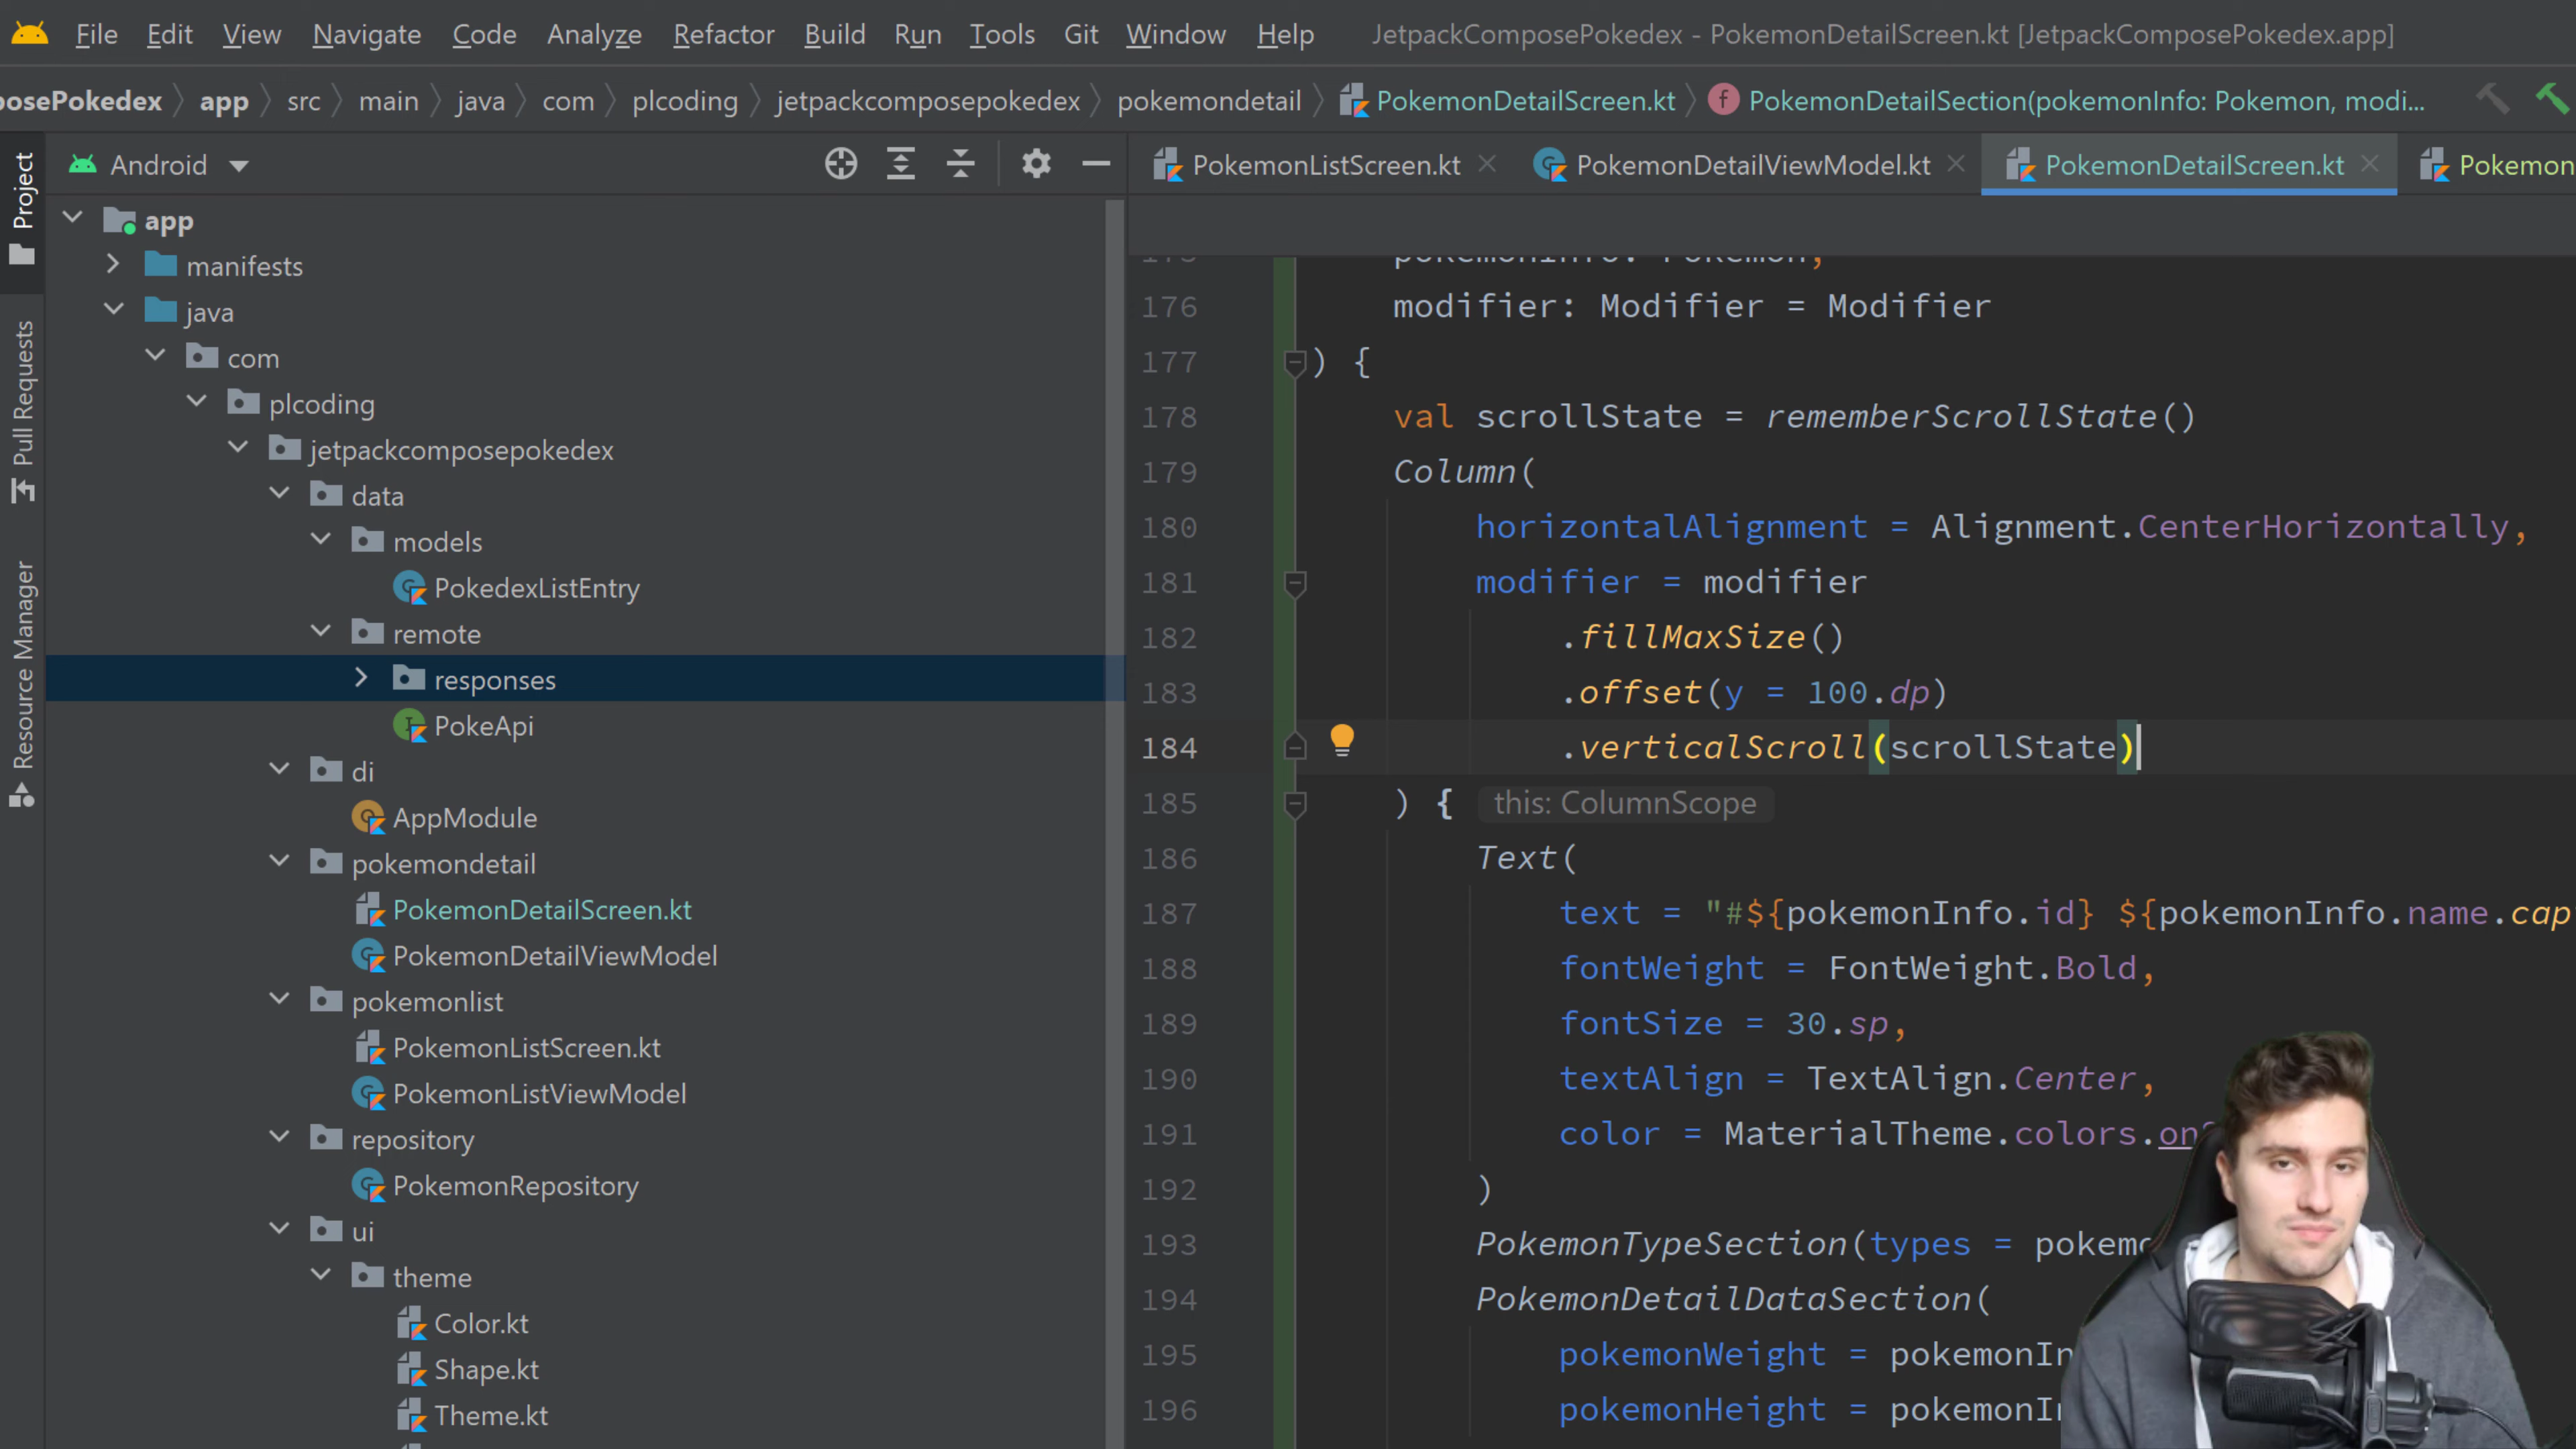 File Edit View Navigate Code Analyze Refactor Build Run Tools Git Window Help JetpackComposePokedex - PokemonDetailScreen.kt [JetpackComposePokedex.app]
posePokedex app src main java com plcoding jetpackcomposepokedex pokemondetail PokemonDetailScreen.kt PokemonDetailSection(pokemonInfo: Pokemon, modi...
Project
Pull Requests
Resource Manager
Android
app
manifests
java
com
plcoding
jetpackcomposepokedex
data
models
PokedexListEntry
remote
responses
PokeApi
di
AppModule
pokemondetail
PokemonDetailScreen.kt
PokemonDetailViewModel
pokemonlist
PokemonListScreen.kt
PokemonListViewModel
repository
PokemonRepository
ui
theme
Color.kt
Shape.kt
Theme.kt
PokemonListScreen.kt PokemonDetailViewModel.kt PokemonDetailScreen.kt Pokemon
pokemonInfo: Pokemon,
176 modifier: Modifier = Modifier
177 ) {
178 val scrollState = rememberScrollState()
179 Column(
180 horizontalAlignment = Alignment.CenterHorizontally,
181 modifier = modifier
182 .fillMaxSize()
183 .offset(y = 100.dp)
184 .verticalScroll(scrollState)
185 ) { this: ColumnScope
186 Text(
187 text = "#${pokemonInfo.id} ${pokemonInfo.name.cap
188 fontWeight = FontWeight.Bold,
189 fontSize = 30.sp,
190 textAlign = TextAlign.Center,
191 color = MaterialTheme.colors.on
192 )
193 PokemonTypeSection(types = pokemo
194 PokemonDetailDataSection(
195 pokemonWeight = pokemonIn
196 pokemonHeight = pokemonIn